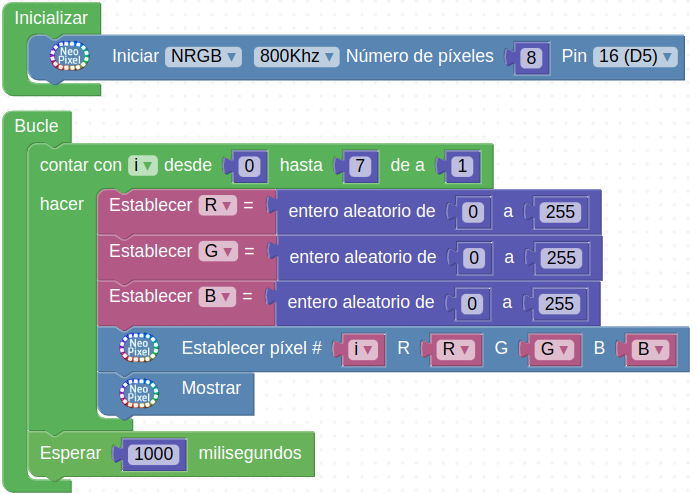 Inicializar
Neo Pixel Iniciar NRGB 800Khz Número de píxeles 8 Pin 16 (D5)
Bucle
contar con i desde 0 hasta 7 de a 1
hacer Establecer R = entero aleatorio de 0 a 255
Establecer G = entero aleatorio de 0 a 255
Establecer B = entero aleatorio de 0 a 255
Neo Pixel Establecer píxel # i R R G G B B
Neo Pixel Mostrar
Esperar 1000 milisegundos